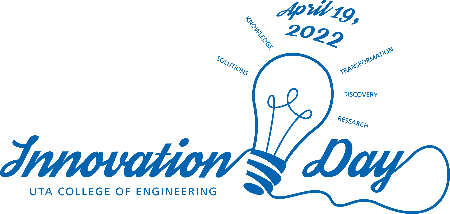 April 19,
2022
KNOWLEDGE
SOLUTIONS
TRANSFORMATION
DISCOVERY
RESEARCH
Innovation Day
UTA COLLEGE OF ENGINEERING